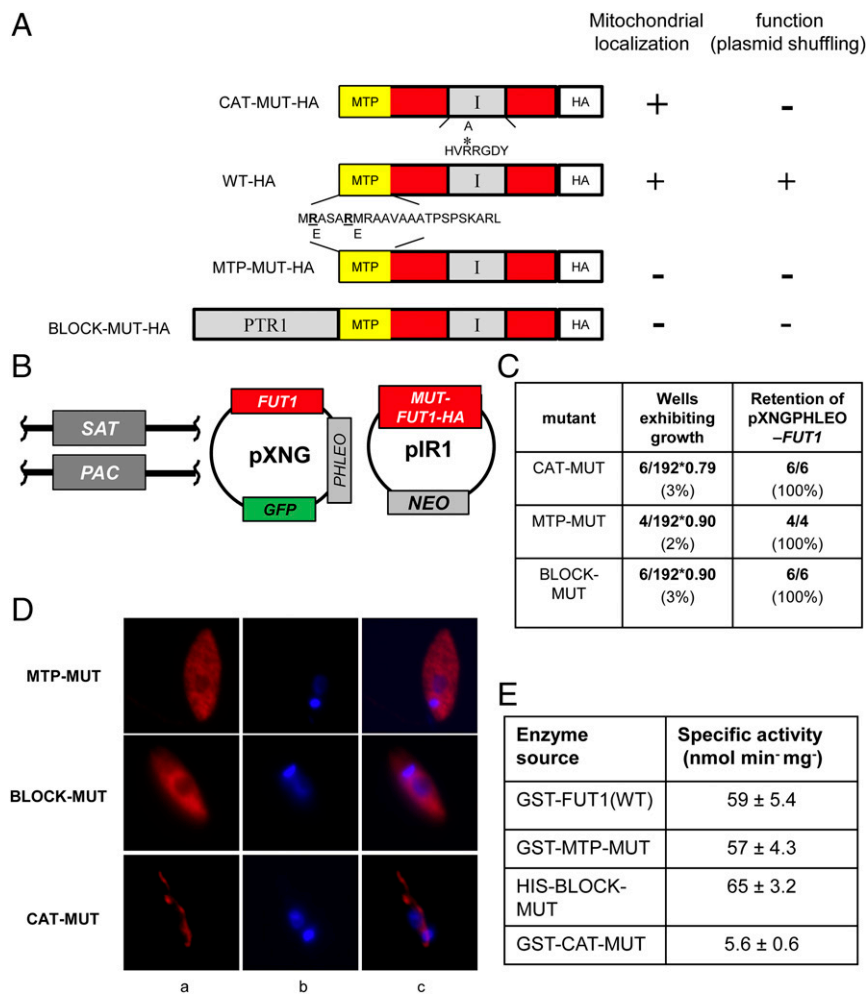 A
Mitochondrial localization
function (plasmid shuffling)
CAT-MUT-HA
MTP
I
HA
+
-
A
*
HVRRGDY
WT-HA
MTP
I
HA
+
+
MRASARMRAAVAAATPSPSKARL
E E
MTP-MUT-HA
MTP
I
HA
-
-
BLOCK-MUT-HA
PTR1
MTP
I
HA
-
-
B
SAT
PAC
FUT1
pXNG
PHLEO
GFP
MUT-
FUT1-HA
pIR1
NEO
C
mutant
Wells exhibiting growth
Retention of pXNGPHLEO –FUT1
CAT-MUT
6/192*0.79
(3%)
6/6
(100%)
MTP-MUT
4/192*0.90
(2%)
4/4
(100%)
BLOCK-
MUT
6/192*0.90
(3%)
6/6
(100%)
D
MTP-MUT
BLOCK-MUT
CAT-MUT
a
b
c
E
Enzyme source
Specific activity
(nmol min- mg-)
GST-FUT1(WT)
59 ± 5.4
GST-MTP-MUT
57 ± 4.3
HIS-BLOCK-
MUT
65 ± 3.2
GST-CAT-MUT
5.6 ± 0.6